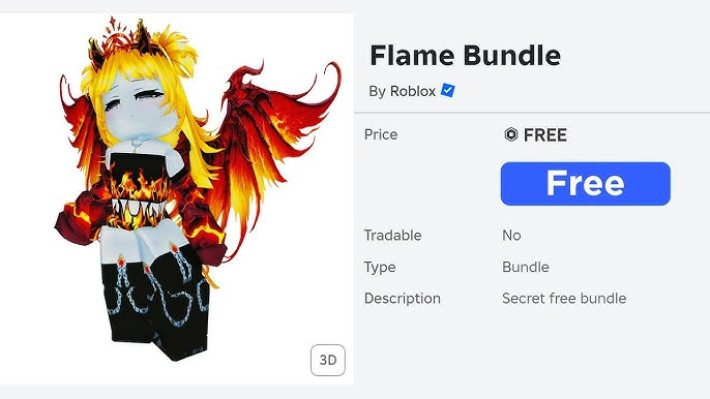 Flame Bundle
By Roblox
Price FREE
Free
Tradable No
Type Bundle
Description Secret free bundle
3D